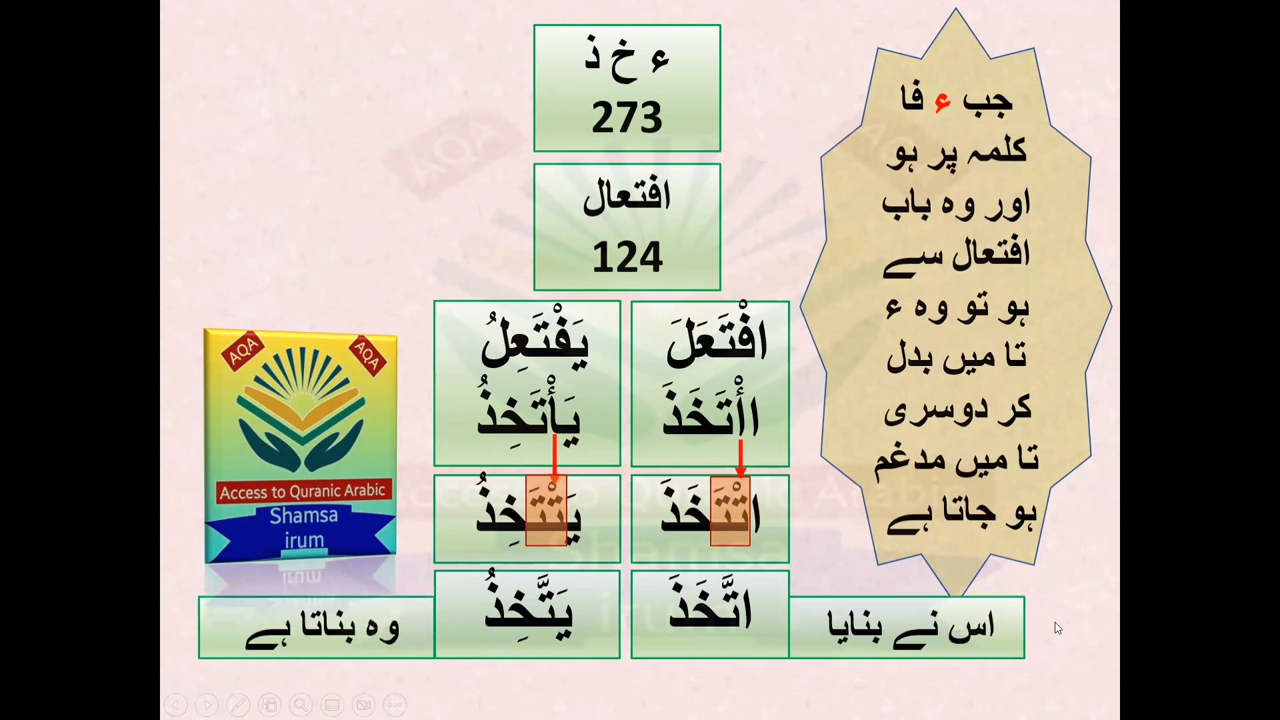 ء خ ذ
273
افتعال
124
جب ء فا
کلمہ پر ہو
اور وہ باب
افتعال سے
ہو تو وہ ء
تا میں بدل
کر دوسری
تا میں مدغم
ہو جاتا ہے
افْتَعَلَ
اأْتَخَذَ
يَفْتَعِلُ
يَأْتَخِذُ
اتْتَخَذَ
يَتْتَخِذُ
اتَّخَذَ
يَتَّخِذُ
اس نے بنایا
وہ بناتا ہے
AQA
AQA
Access to Quranic Arabic
Shamsa
irum